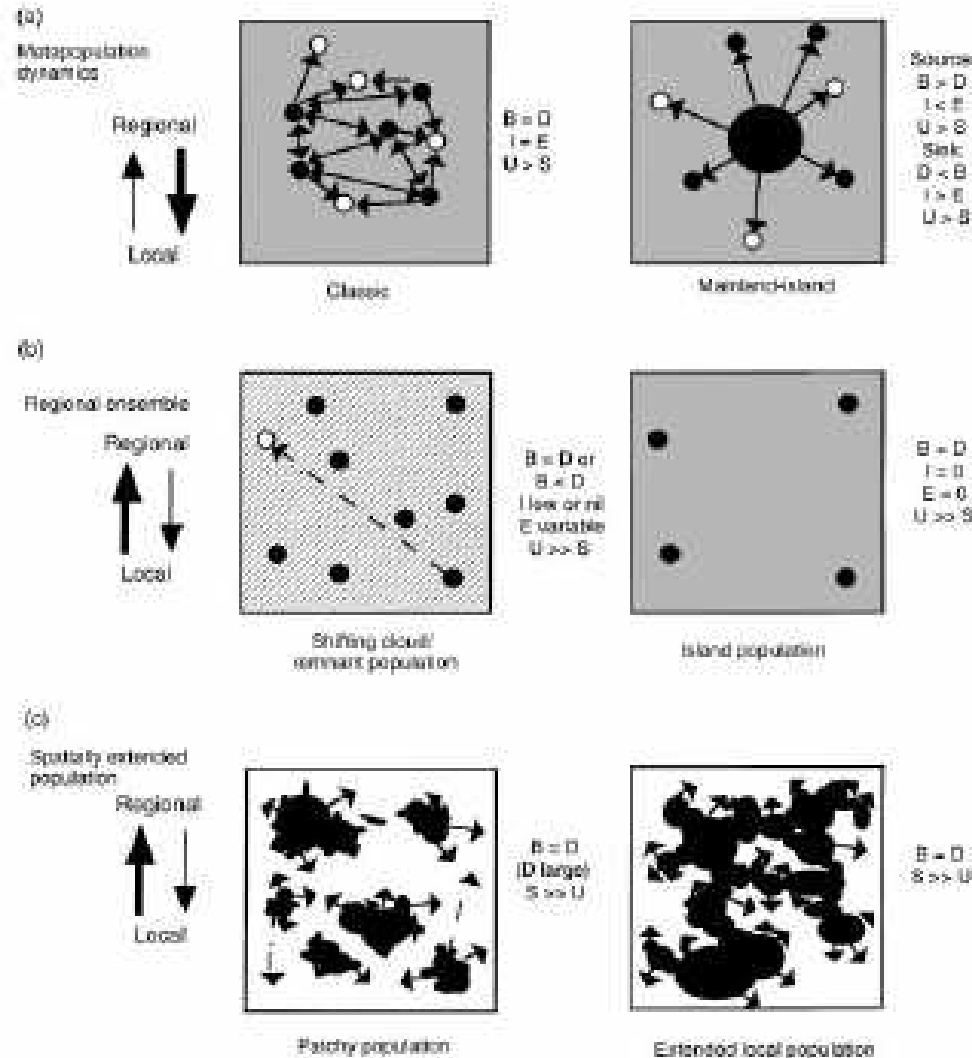 (a)
Metapopulation
dynamics
Regional
Local
B = D
I = E
U > S
Classic
Source
B > D
I < E
U > S
Sink
D < B
I > E
U > S
Mainland-island
(b)
Regional ensemble
Regional
Local
B = D or
B < D
I low or nil
E variable
U >> S
Shifting cloud/
remnant population
B = D
I = 0
E = 0
U >> S
Island population
(c)
Spatially extended
population
Regional
Local
B = D
(D large)
S >> U
Patchy population
B = D
S >> U
Extended local population